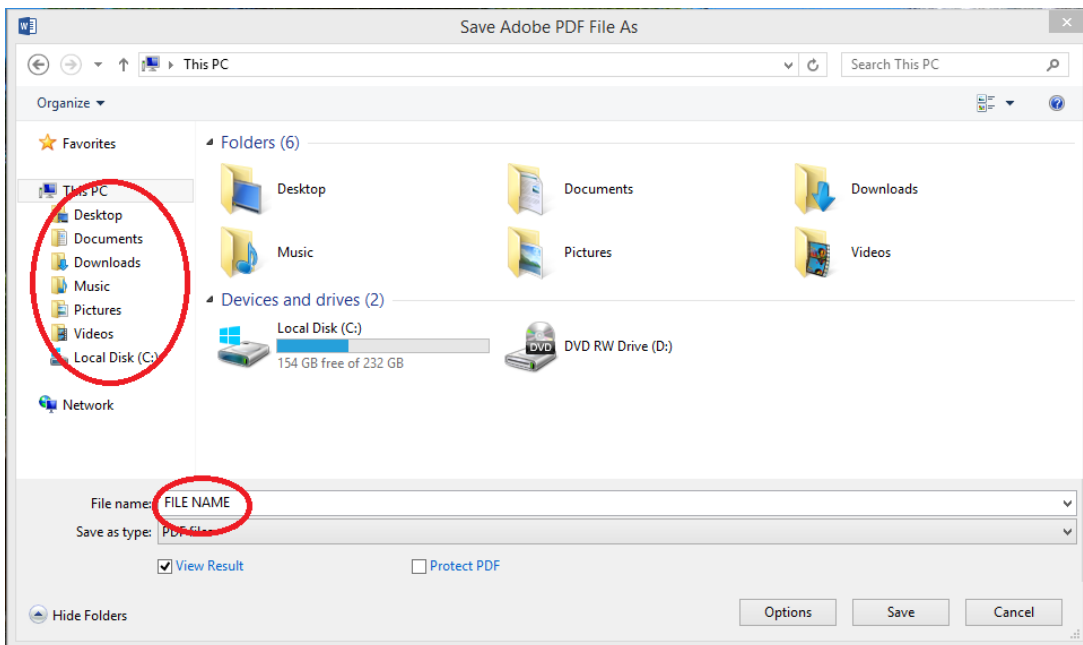 Save Adobe PDF File As
This PC
Search This PC
Organize
Favorites
This PC
Desktop
Documents
Downloads
Music
Pictures
Videos
Local Disk (C:)
Network
Folders (6)
Desktop
Documents
Downloads
Music
Pictures
Videos
Devices and drives (2)
Local Disk (C:)
154 GB free of 232 GB
DVD
DVD RW Drive (D:)
File name: FILE NAME
Save as type: PDF files
View Result
Protect PDF
Hide Folders
Options
Save
Cancel